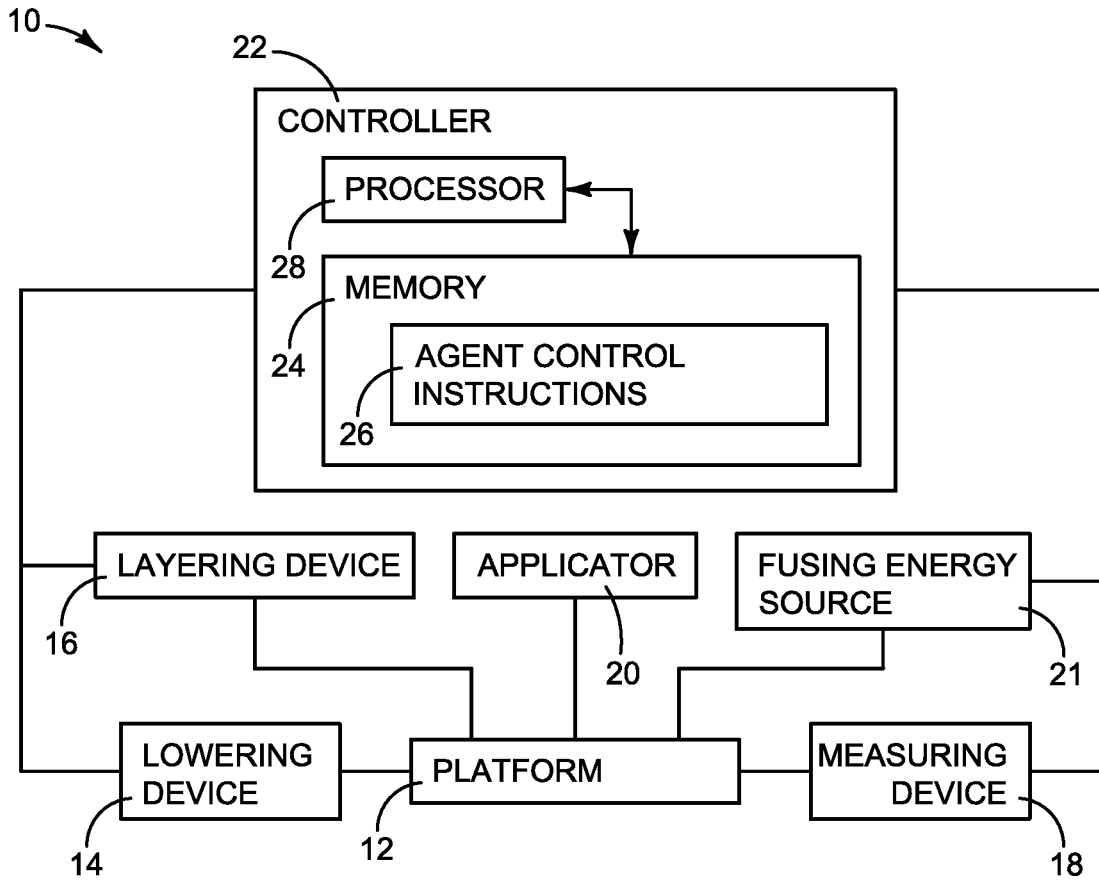 10
22
CONTROLLER
PROCESSOR
28
MEMORY
24
AGENT CONTROL
INSTRUCTIONS
26
LAYERING DEVICE
16
APPLICATOR
20
FUSING ENERGY
SOURCE
21
LOWERING
DEVICE
14
PLATFORM
12
MEASURING
DEVICE
18